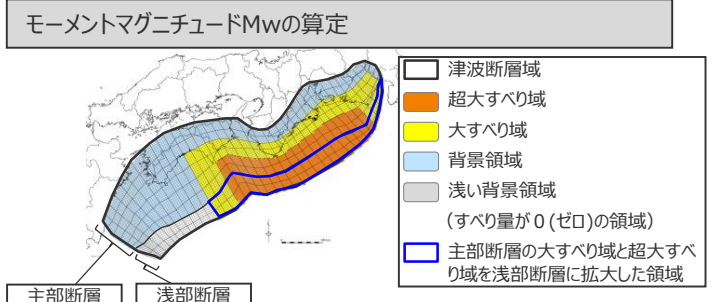 モーメントマグニチュードMwの算定
津波断層域
超大すべり域
大すべり域
背景領域
浅い背景領域
(すべり量が0(ゼロ)の領域)
主部断層の大すべり域と超大すべ
り域を浅部断層に拡大した領域
主部断層
浅部断層